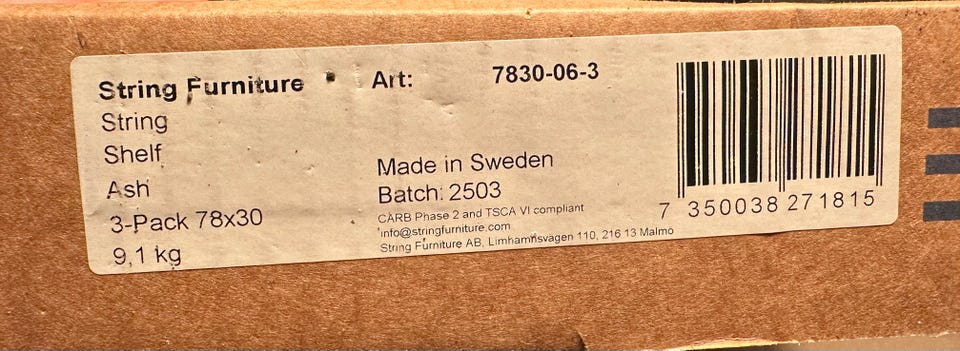 String Furniture
String
Shelf
Ash
3-Pack 78x30
9,1 kg
Art: 7830-06-3
Made in Sweden
Batch: 2503
CARB Phase 2 and TSCA VI compliant
info@stringfurniture.com
String Furniture AB, Limhamnsvägen 110, 216 13 Malmö
7 350038 271815